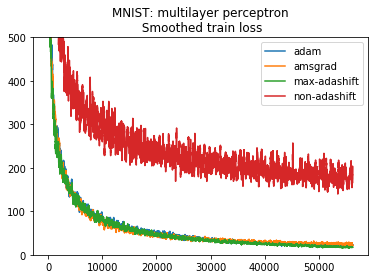 MNIST: multilayer perceptron
Smoothed train loss
500
400
300
200
100
0
adam
amsgrad
max-adashift
non-adashift
0 10000 20000 30000 40000 50000